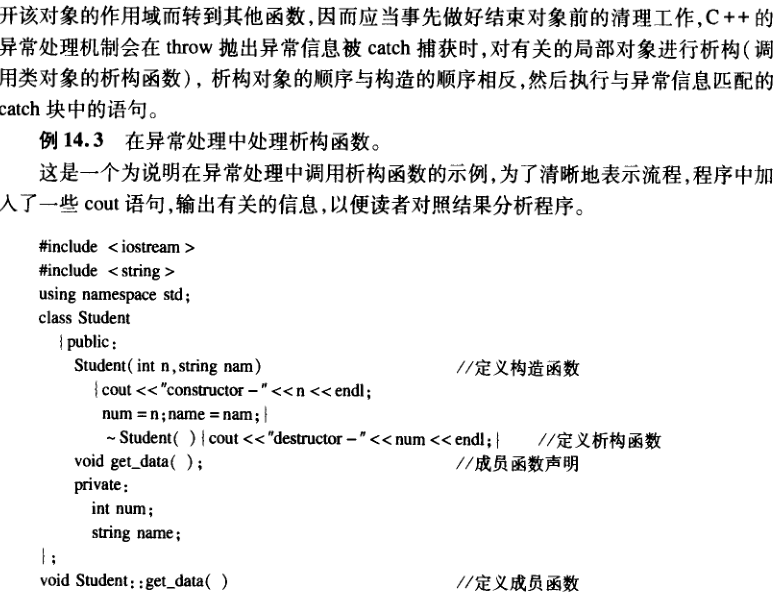 开该对象的作用域而转到其他函数,因而应当事先做好结束对象前的清理工作,C++的
异常处理机制会在 throw 抛出异常信息被 catch 捕获时,对有关的局部对象进行析构(调
用类对象的析构函数), 析构对象的顺序与构造的顺序相反,然后执行与异常信息匹配的
catch 块中的语句。
例 14.3 在异常处理中处理析构函数。
这是一个为说明在异常处理中调用析构函数的示例,为了清晰地表示流程,程序中加
入了一些 cout 语句,输出有关的信息,以便读者对照结果分析程序。
#include <iostream>
#include <string>
using namespace std;
class Student
{public:
Student(int n,string nam) //定义构造函数
{cout<<"constructor-"<<n<<endl;
num=n;name=nam;}
~Student( ){cout<<"destructor-"<<num<<endl;} //定义析构函数
void get_data( ); //成员函数声明
private:
int num;
string name;
};
void Student::get_data( ) //定义成员函数